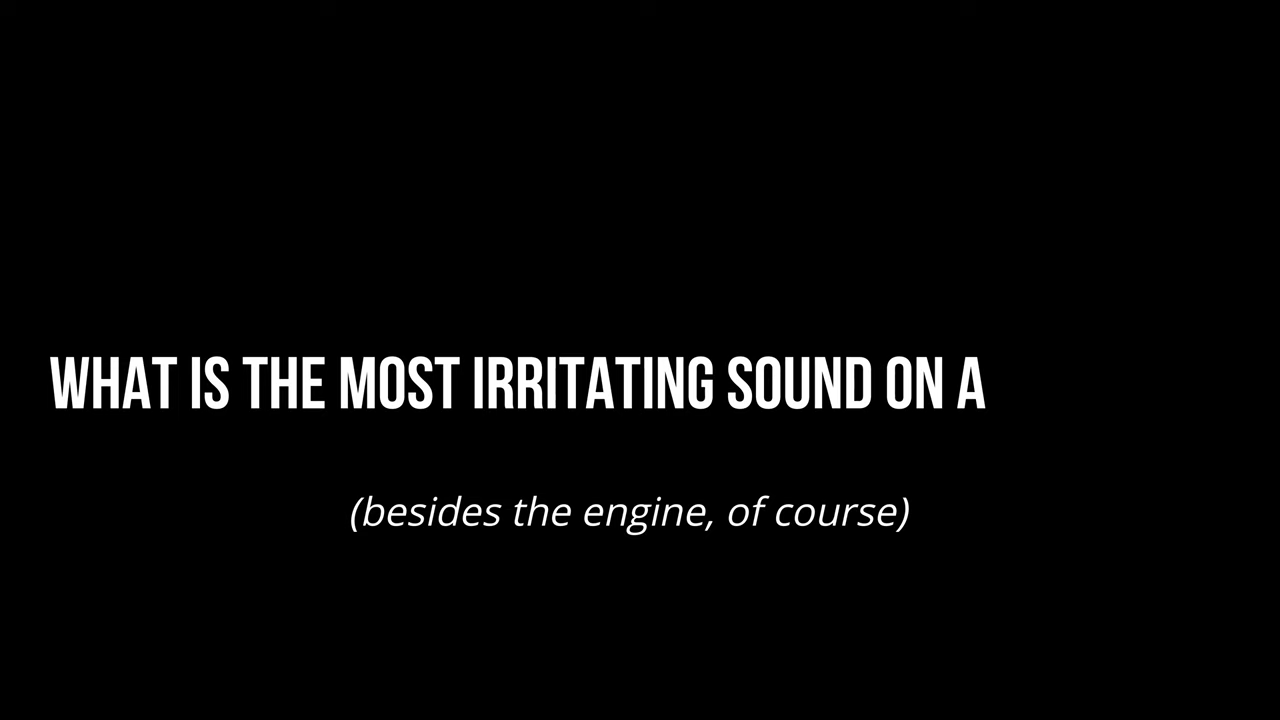 WHAT IS THE MOST IRRITATING SOUND ON A
(besides the engine, of course)